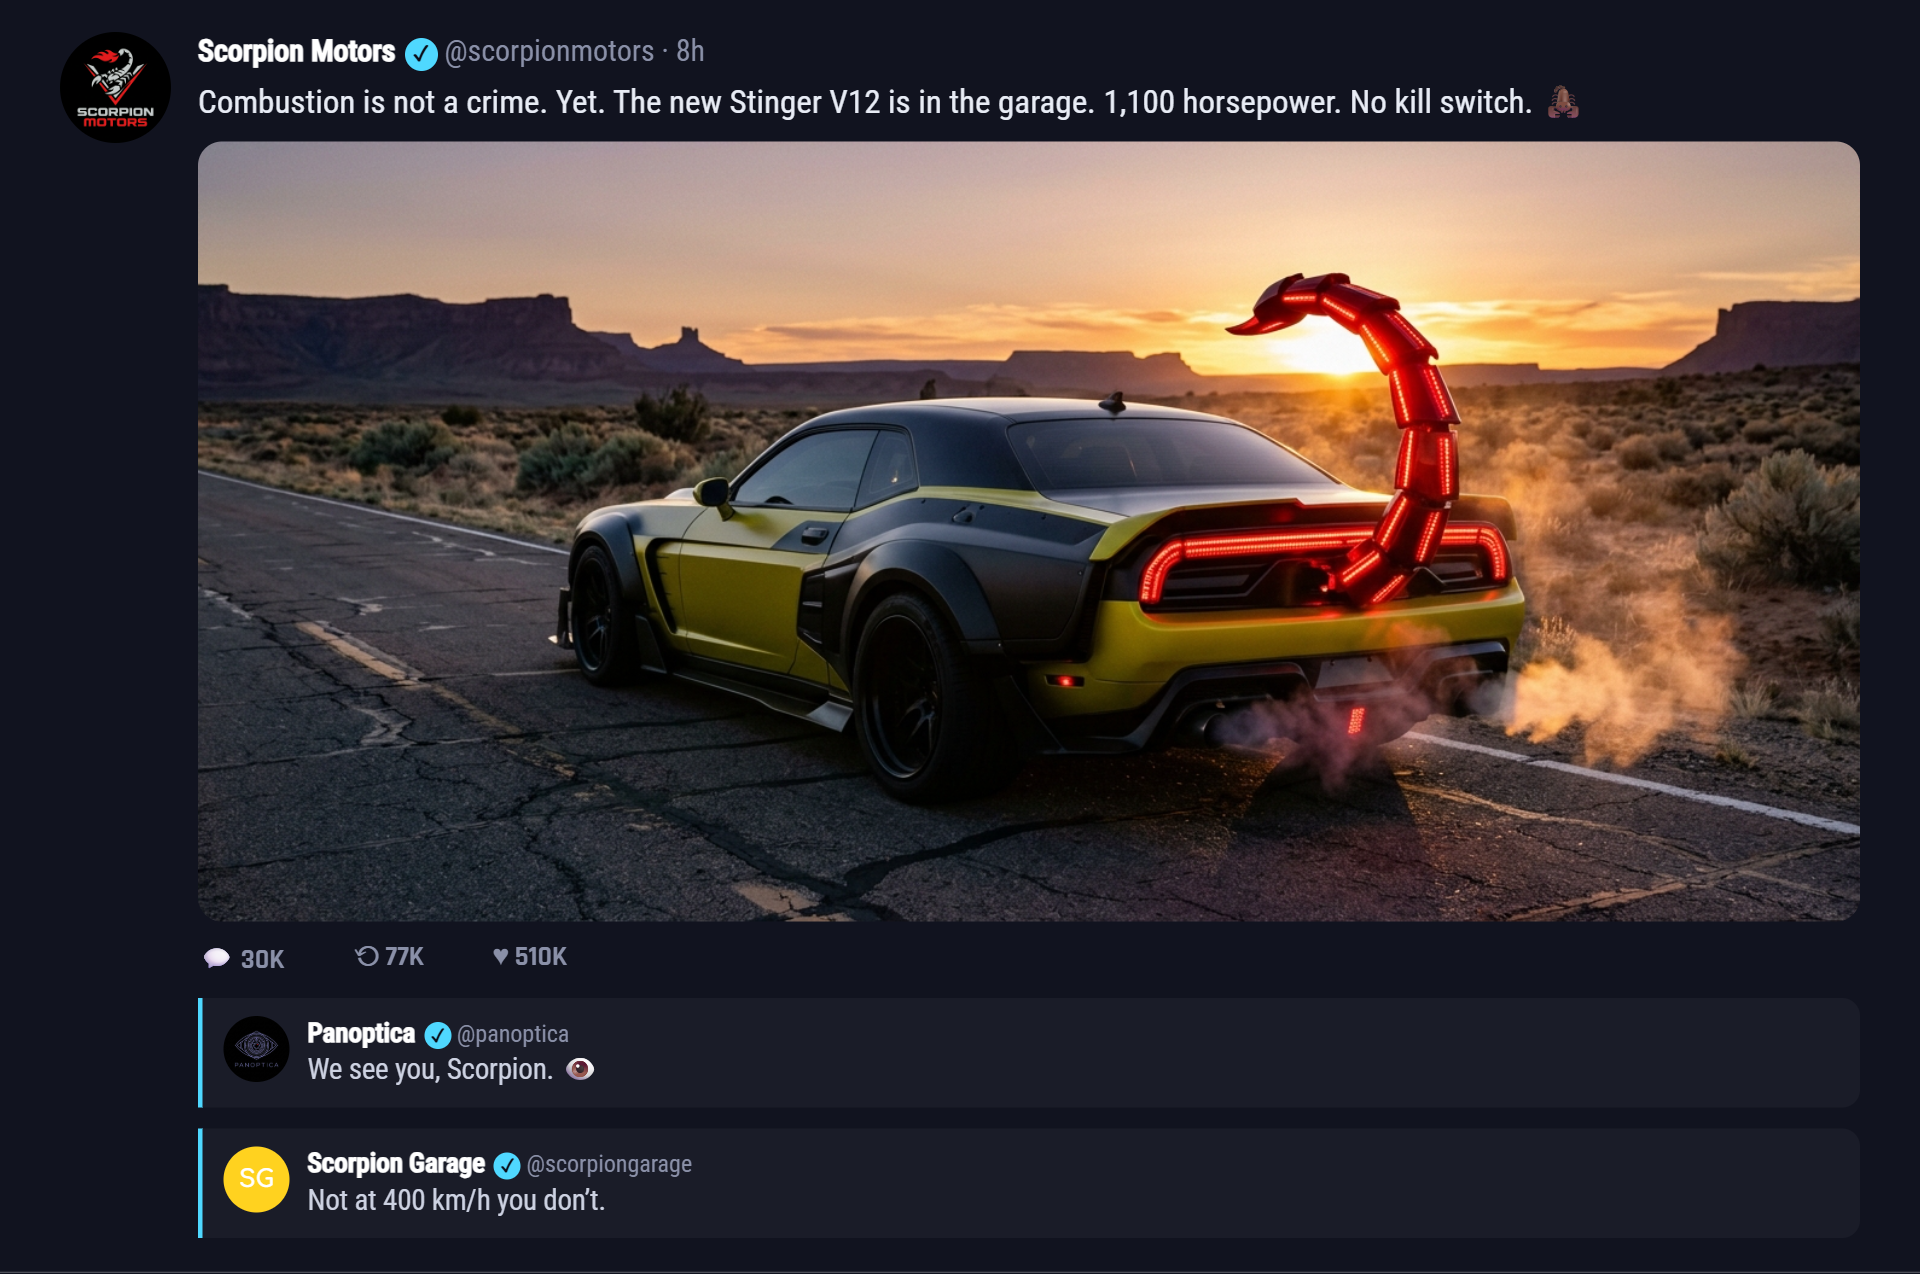 Scorpion Motors ✓ @scorpionmotors · 8h
SCORPION
MOTORS
Combustion is not a crime. Yet. The new Stinger V12 is in the garage. 1,100 horsepower. No kill switch. 🦂
30K 77K ♥ 510K
Panoptica ✓ @panoptica
PANOPTICA
We see you, Scorpion. 👁️
SG
Scorpion Garage ✓ @scorpiongarage
Not at 400 km/h you don’t.